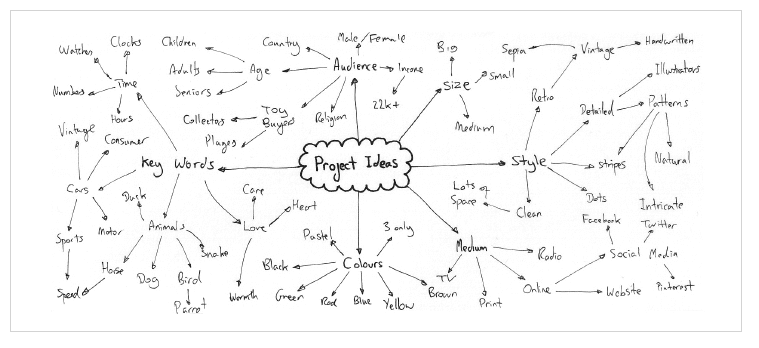 Project Ideas
Key Words
Time
Watches
Clocks
Numbers
Hours
Cars
Vintage
Consumer
Sports
Motor
Speed
Animals
Duck
Horse
Dog
Bird
Parrot
Snake
Love
Care
Heart
Warmth
Audience
Age
Children
Adults
Seniors
Country
Male/Female
Income
22k+
Religion
Toy
Buyers
Collectors
Size
Big
Small
Medium
Style
Retro
Vintage
Sepia
Handwritten
Detailed
Illustrators
Patterns
Natural
Intricate
Stripes
Dots
Clean
Lots of
Space
Medium
TV
Print
Radio
Online
Website
Social Media
Facebook
Twitter
Pinterest
Colours
Pastel
3 only
Black
Green
Red
Blue
Yellow
Brown